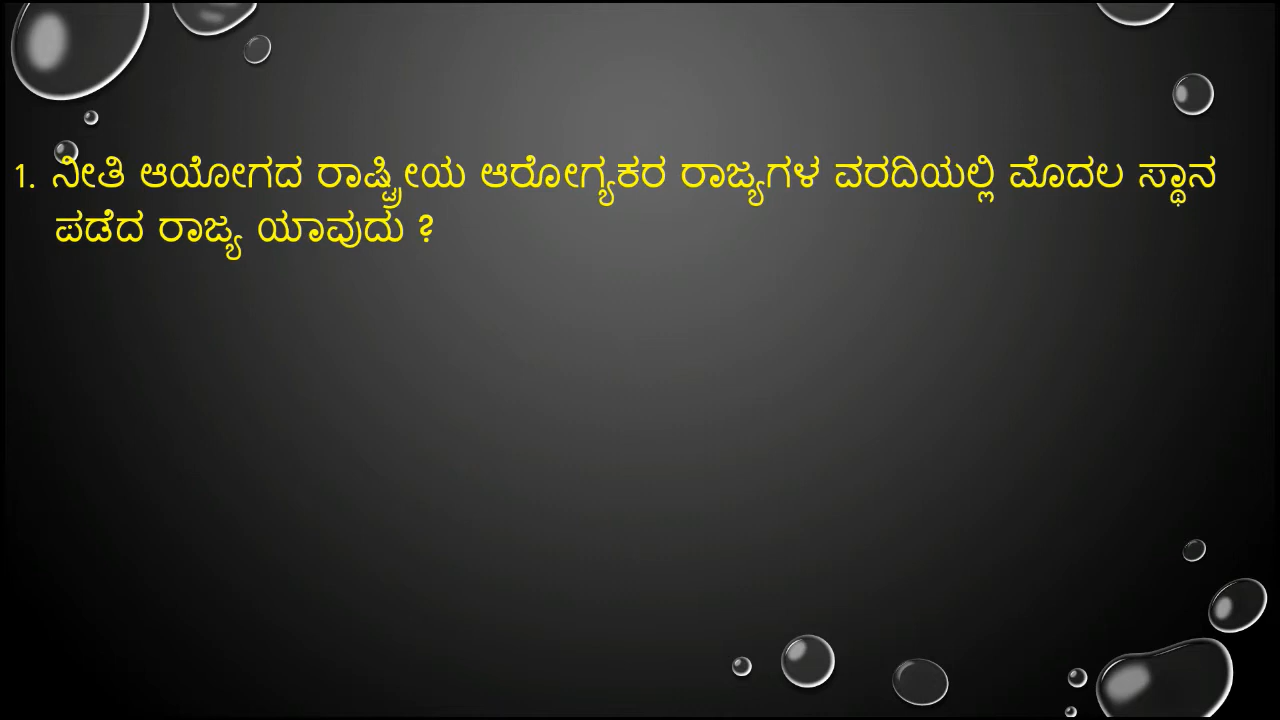 1. ನೀತಿ ಆಯೋಗದ ರಾಷ್ಟ್ರೀಯ ಆರೋಗ್ಯಕರ ರಾಜ್ಯಗಳ ವರದಿಯಲ್ಲಿ ಮೊದಲ ಸ್ಥಾನ
ಪಡೆದ ರಾಜ್ಯ ಯಾವುದು ?